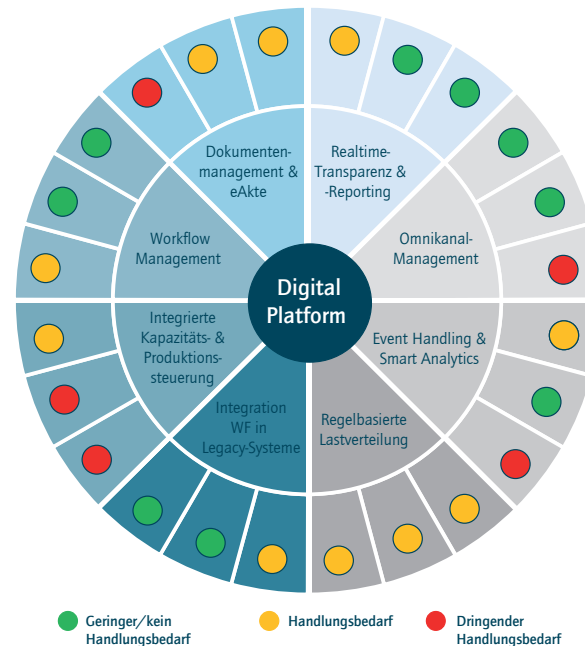 Dokumenten-
management &
eAkte
Realtime-
Transparenz &
-Reporting
Workflow
Management
Omnikanal-
Management
Digital
Platform
Integrierte
Kapazitäts- &
Produktions-
steuerung
Event Handling &
Smart Analytics
Integration
WF in
Legacy-Systeme
Regelbasierte
Lastverteilung
Geringer/kein
Handlungsbedarf
Handlungsbedarf
Dringender
Handlungsbedarf